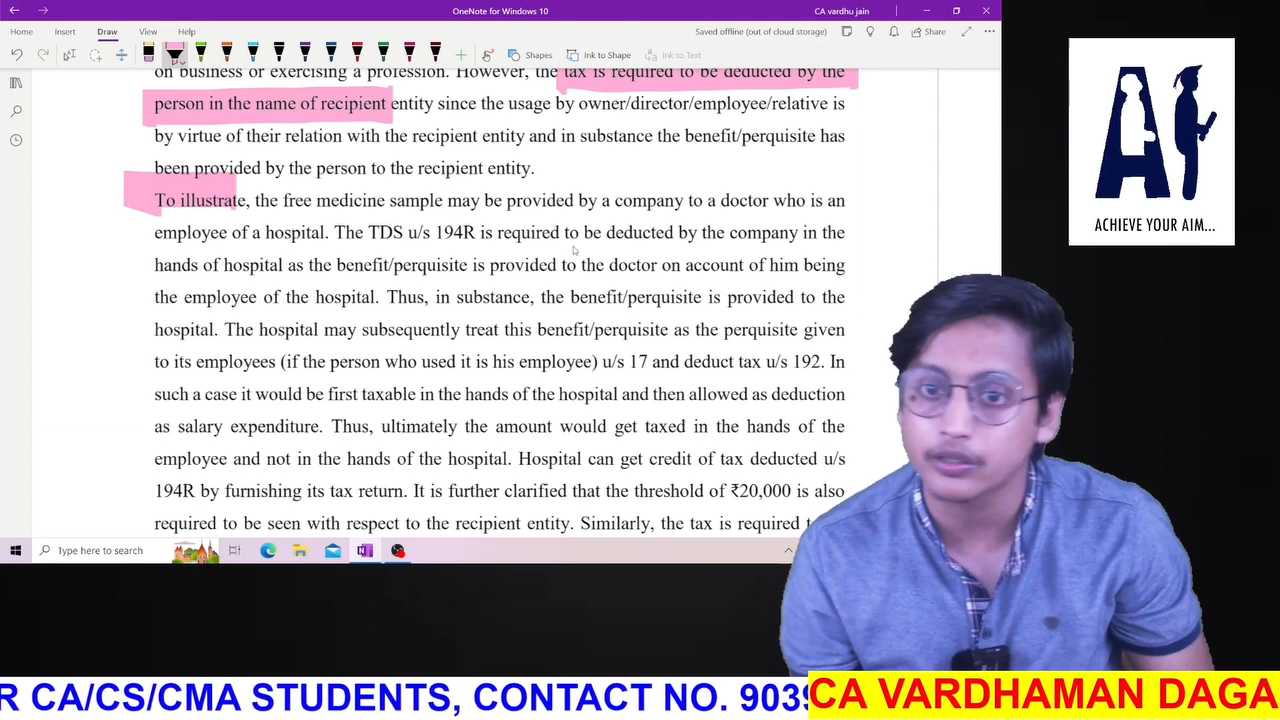 OneNote for Windows 10
CA vardhu jain
Home Insert Draw View Help
Saved offline (out of cloud storage)
Share
Shapes
Ink to Shape
Ink to Text
on business or exercising a profession. However, the tax is required to be deducted by the
person in the name of recipient entity since the usage by owner/director/employee/relative is
by virtue of their relation with the recipient entity and in substance the benefit/perquisite has
been provided by the person to the recipient entity.
To illustrate, the free medicine sample may be provided by a company to a doctor who is an
employee of a hospital. The TDS u/s 194R is required to be deducted by the company in the
hands of hospital as the benefit/perquisite is provided to the doctor on account of him being
the employee of the hospital. Thus, in substance, the benefit/perquisite is provided to the
hospital. The hospital may subsequently treat this benefit/perquisite as the perquisite given
to its employees (if the person who used it is his employee) u/s 17 and deduct tax u/s 192. In
such a case it would be first taxable in the hands of the hospital and then allowed as deduction
as salary expenditure. Thus, ultimately the amount would get taxed in the hands of the
employee and not in the hands of the hospital. Hospital can get credit of tax deducted u/s
194R by furnishing its tax return. It is further clarified that the threshold of ₹20,000 is also
required to be seen with respect to the recipient entity. Similarly, the tax is required
Type here to search
A
ACHIEVE YOUR AIM...
R CA/CS/CMA STUDENTS, CONTACT NO. 9039
CA VARDHAMAN DAGA